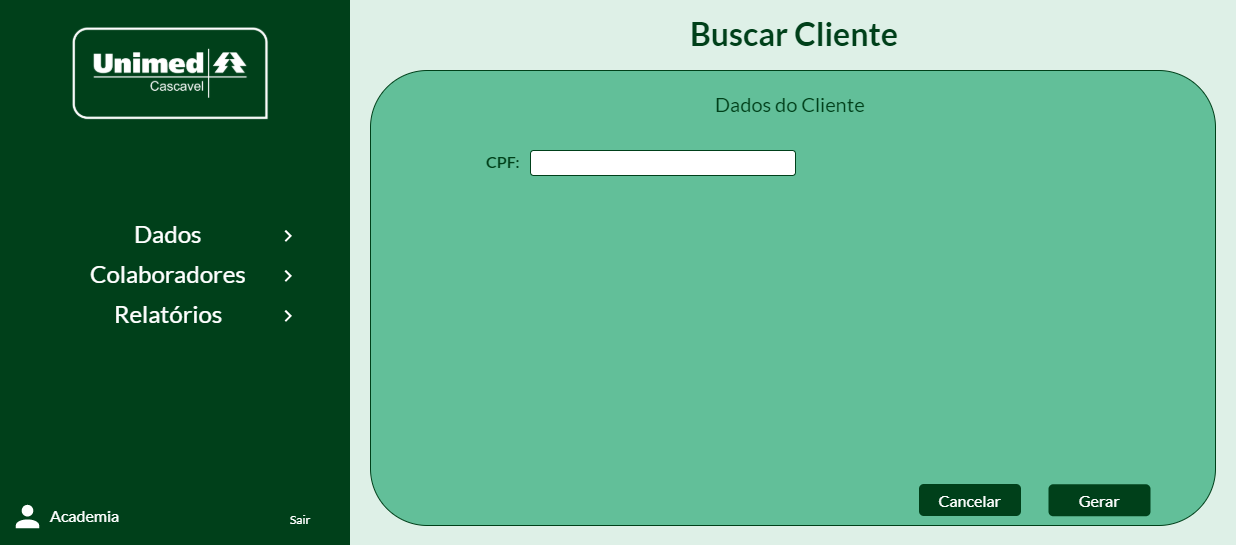 Unimed
Cascavel
Dados
Colaboradores
Relatórios
Academia
Sair
Buscar Cliente
Dados do Cliente
CPF:
Cancelar
Gerar